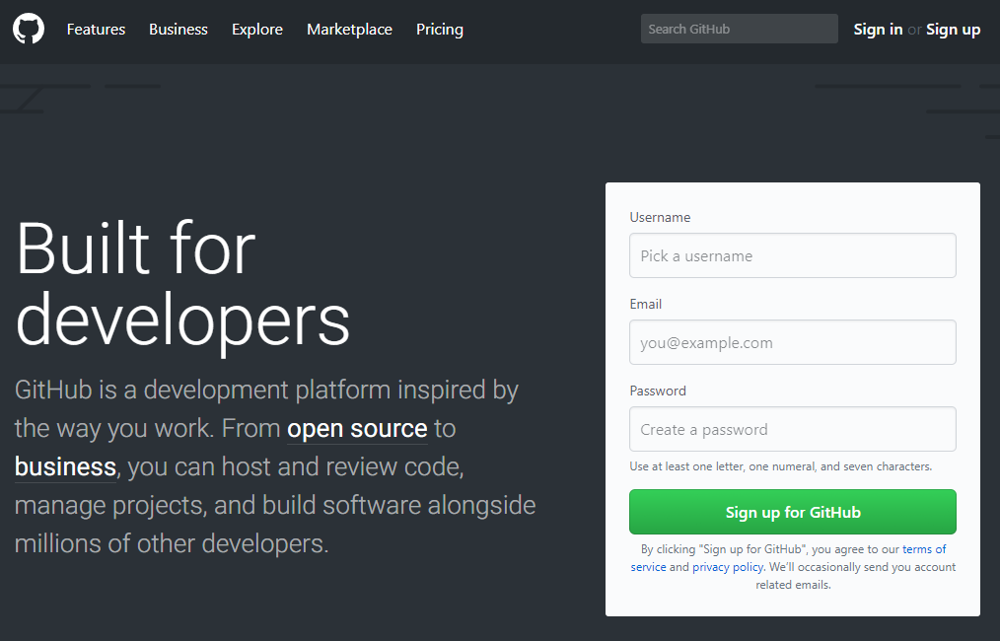 Features Business Explore Marketplace Pricing Search GitHub Sign in or Sign up
Built for
developers
GitHub is a development platform inspired by
the way you work. From open source to
business, you can host and review code,
manage projects, and build software alongside
millions of other developers.
Username
Pick a username
Email
you@example.com
Password
Create a password
Use at least one letter, one numeral, and seven characters.
Sign up for GitHub
By clicking "Sign up for GitHub", you agree to our terms of
service and privacy policy. We'll occasionally send you account
related emails.